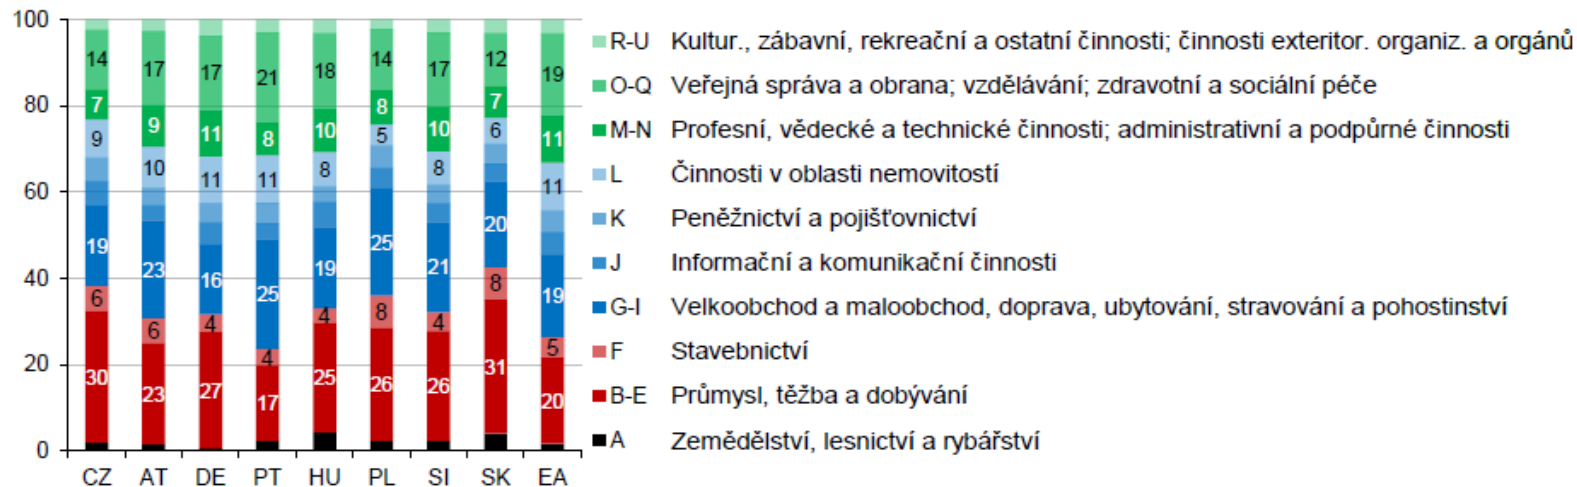 100
80
60
40
20
0
14 17 17 21 18 14 17 12 19
7 9 11 8 10 8 10 7 11
9 10 11 11 8 5 8 6 11
19 23 16 25 19 25 21 20 19
6 6 4 4 4 8 4 8 5
30 23 27 17 25 26 26 31 20
CZ AT DE PT HU PL SI SK EA
R-U Kultur., zábavní, rekreační a ostatní činnosti; činnosti exteritor. organiz. a orgánů
O-Q Veřejná správa a obrana; vzdělávání; zdravotní a sociální péče
M-N Profesní, vědecké a technické činnosti; administrativní a podpůrné činnosti
L Činnosti v oblasti nemovitostí
K Peněžnictví a pojišťovnictví
J Informační a komunikační činnosti
G-I Velkoobchod a maloobchod, doprava, ubytování, stravování a pohostinství
F Stavebnictví
B-E Průmysl, těžba a dobývání
A Zemědělství, lesnictví a rybářství